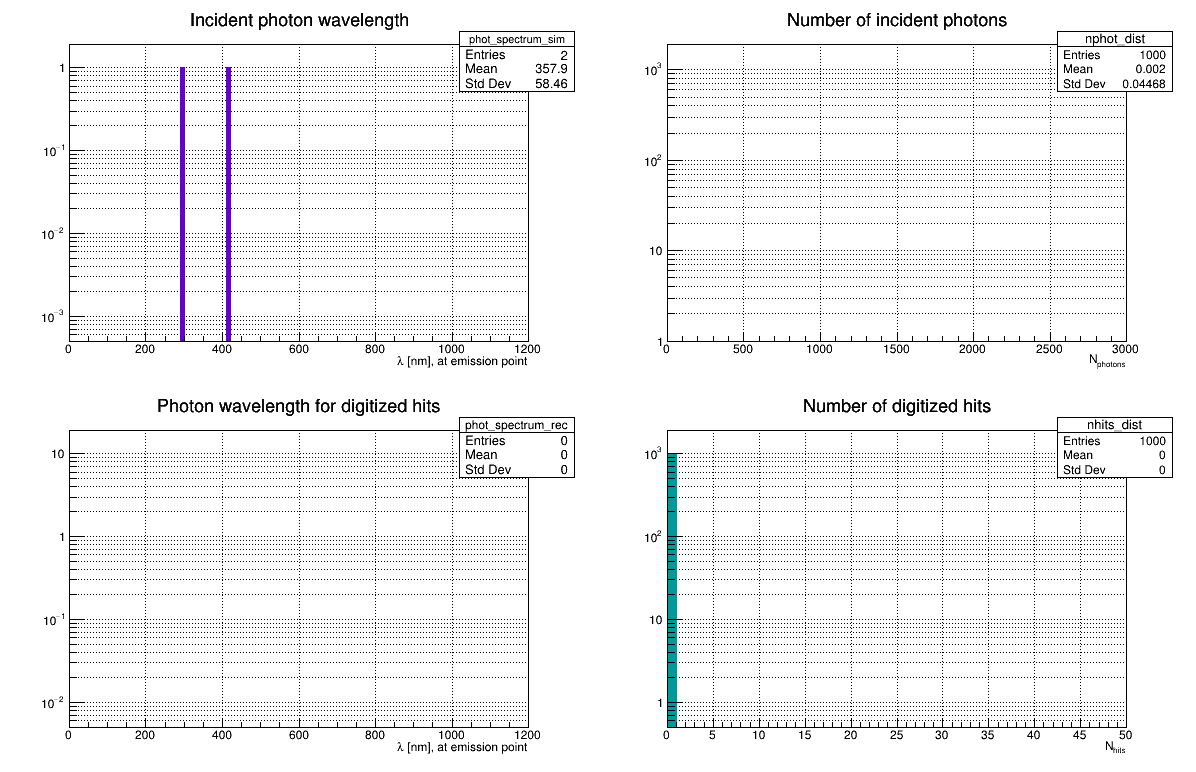 Incident photon wavelength
phot_spectrum_sim
Entries 2
Mean 357.9
Std Dev 58.46
1
10⁻¹
10⁻²
10⁻³
0 200 400 600 800 1000 1200
λ [nm], at emission point
Number of incident photons
nphot_dist
Entries 1000
Mean 0.002
Std Dev 0.04468
10³
10²
10
1
0 500 1000 1500 2000 2500 3000
Nphotons
Photon wavelength for digitized hits
phot_spectrum_rec
Entries 0
Mean 0
Std Dev 0
10
1
10⁻¹
10⁻²
0 200 400 600 800 1000 1200
λ [nm], at emission point
Number of digitized hits
nhits_dist
Entries 1000
Mean 0
Std Dev 0
10³
10²
10
1
0 5 10 15 20 25 30 35 40 45 50
Nhits